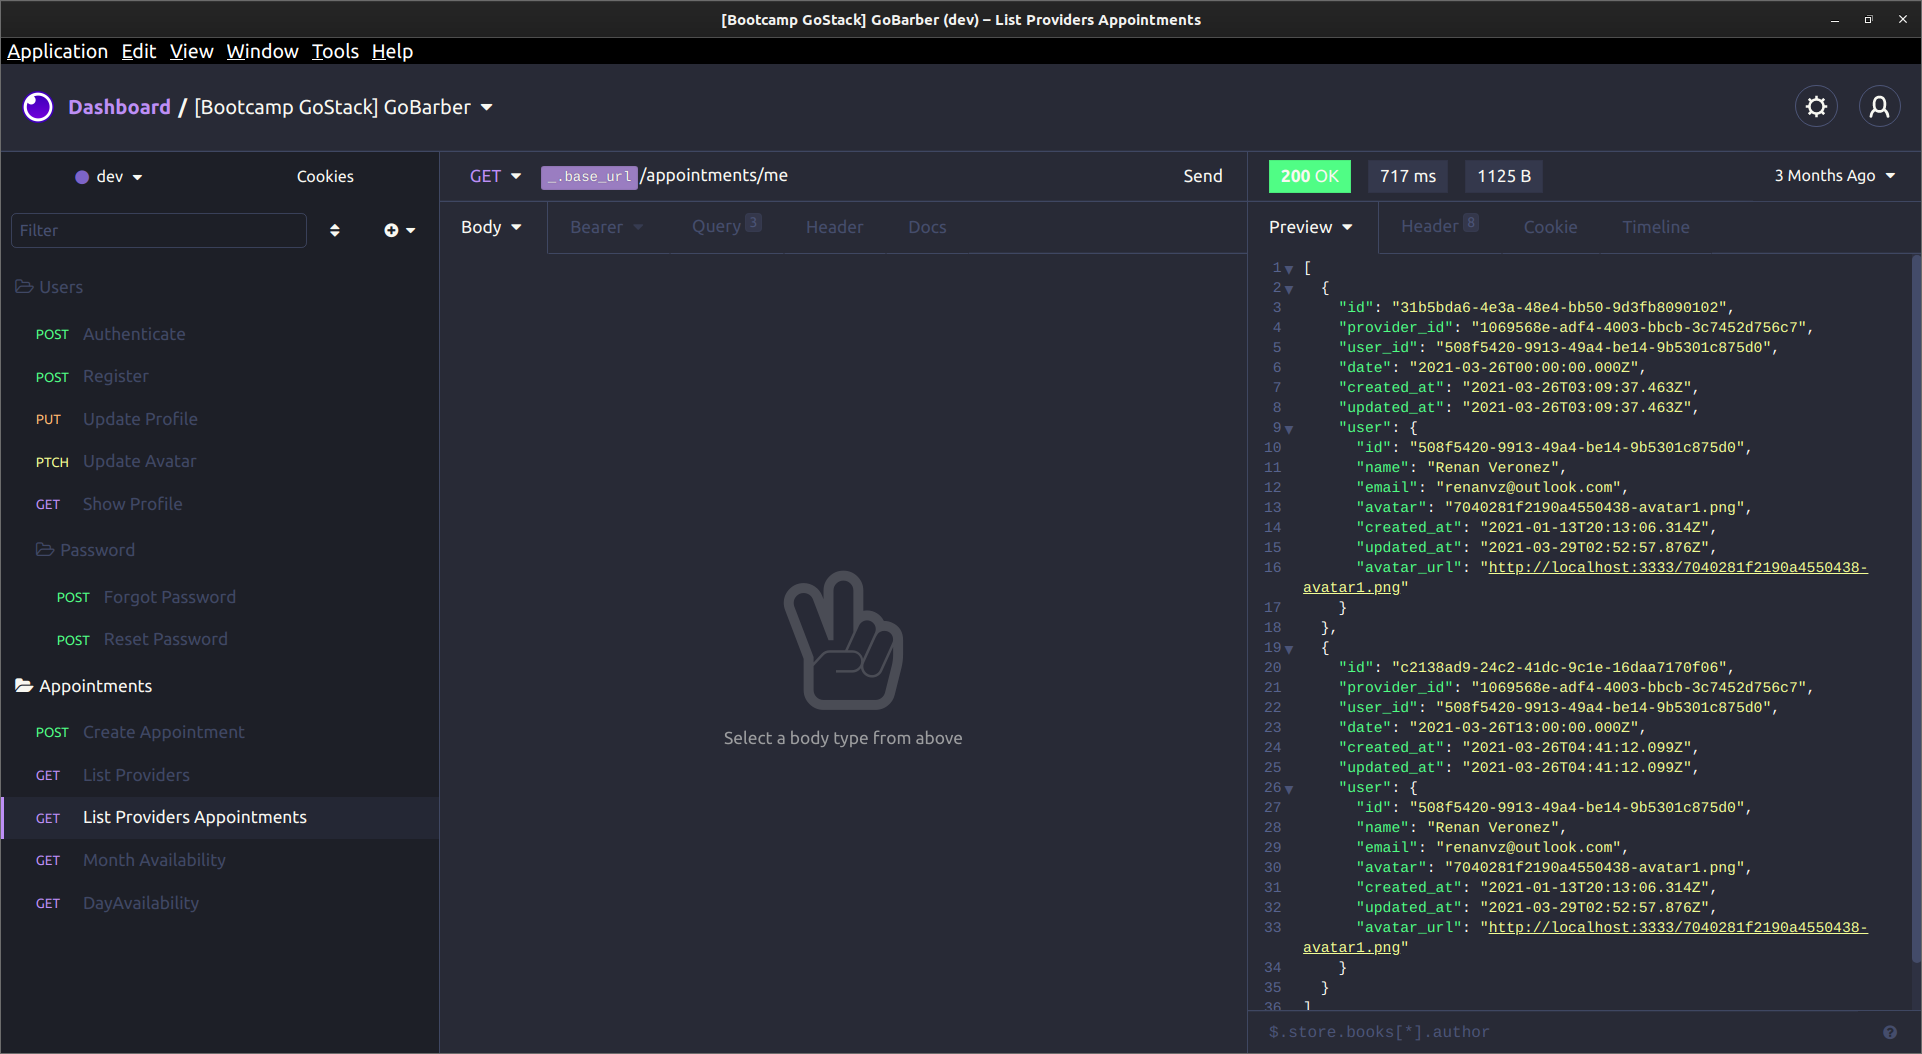 [Bootcamp GoStack] GoBarber (dev) – List Providers Appointments
Application Edit View Window Tools Help
Dashboard / [Bootcamp GoStack] GoBarber
dev Cookies
Filter
Users
POST Authenticate
POST Register
PUT Update Profile
PTCH Update Avatar
GET Show Profile
Password
POST Forgot Password
POST Reset Password
Appointments
POST Create Appointment
GET List Providers
GET List Providers Appointments
GET Month Availability
GET DayAvailability
GET _.base_url /appointments/me Send
Body Bearer Query 3 Header Docs
Select a body type from above
200 OK 717 ms 1125 B 3 Months Ago
Preview Header 8 Cookie Timeline
1 [
2 {
3 "id": "31b5bda6-4e3a-48e4-bb50-9d3fb8090102",
4 "provider_id": "1069568e-adf4-4003-bbcb-3c7452d756c7",
5 "user_id": "508f5420-9913-49a4-be14-9b5301c875d0",
6 "date": "2021-03-26T00:00:00.000Z",
7 "created_at": "2021-03-26T03:09:37.463Z",
8 "updated_at": "2021-03-26T03:09:37.463Z",
9 "user": {
10 "id": "508f5420-9913-49a4-be14-9b5301c875d0",
11 "name": "Renan Veronez",
12 "email": "renanvz@outlook.com",
13 "avatar": "7040281f2190a4550438-avatar1.png",
14 "created_at": "2021-01-13T20:13:06.314Z",
15 "updated_at": "2021-03-29T02:52:57.876Z",
16 "avatar_url": "http://localhost:3333/7040281f2190a4550438-
avatar1.png"
17 }
18 },
19 {
20 "id": "c2138ad9-24c2-41dc-9c1e-16daa7170f06",
21 "provider_id": "1069568e-adf4-4003-bbcb-3c7452d756c7",
22 "user_id": "508f5420-9913-49a4-be14-9b5301c875d0",
23 "date": "2021-03-26T13:00:00.000Z",
24 "created_at": "2021-03-26T04:41:12.099Z",
25 "updated_at": "2021-03-26T04:41:12.099Z",
26 "user": {
27 "id": "508f5420-9913-49a4-be14-9b5301c875d0",
28 "name": "Renan Veronez",
29 "email": "renanvz@outlook.com",
30 "avatar": "7040281f2190a4550438-avatar1.png",
31 "created_at": "2021-01-13T20:13:06.314Z",
32 "updated_at": "2021-03-29T02:52:57.876Z",
33 "avatar_url": "http://localhost:3333/7040281f2190a4550438-
avatar1.png"
34 }
35 }
36 ]
$.store.books[*].author